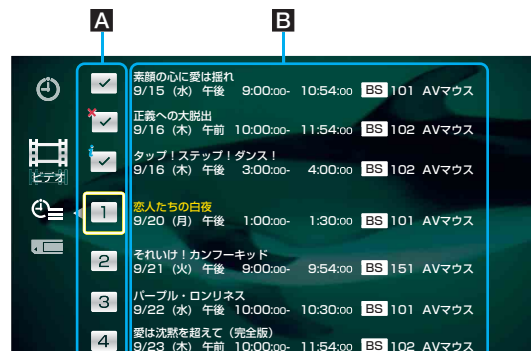 A B
素顔の心に愛は揺れ
9/15 (水) 午後 9:00:00- 10:54:00 BS 101 AVマウス
正義への大脱出
9/16 (木) 午前 10:00:00- 11:54:00 BS 102 AVマウス
タップ！ステップ！ダンス！
9/16 (木) 午後 3:00:00- 4:00:00 BS 102 AVマウス
ビデオ
1 恋人たちの白夜
9/20 (月) 午後 1:00:00- 1:30:00 BS 101 AVマウス
2 それいけ！カンフーキッド
9/21 (火) 午後 9:00:00- 9:54:00 BS 151 AVマウス
3 パープル・ロンリネス
9/22 (水) 午後 10:00:00- 10:30:00 BS 101 AVマウス
4 愛は沈黙を超えて（完全版）
9/23 (木) 午前 10:00:00- 11:54:00 BS 102 AVマウス